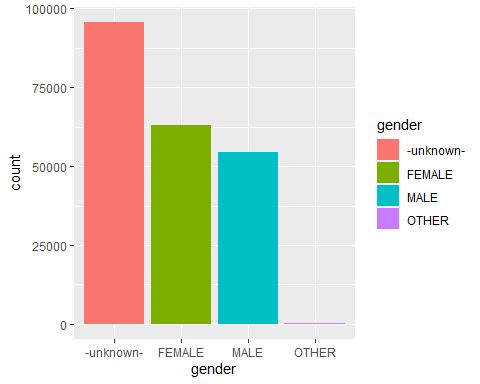 100000
75000
50000
25000
0
count
-unknown-
FEMALE
MALE
OTHER
gender
gender
-unknown-
FEMALE
MALE
OTHER